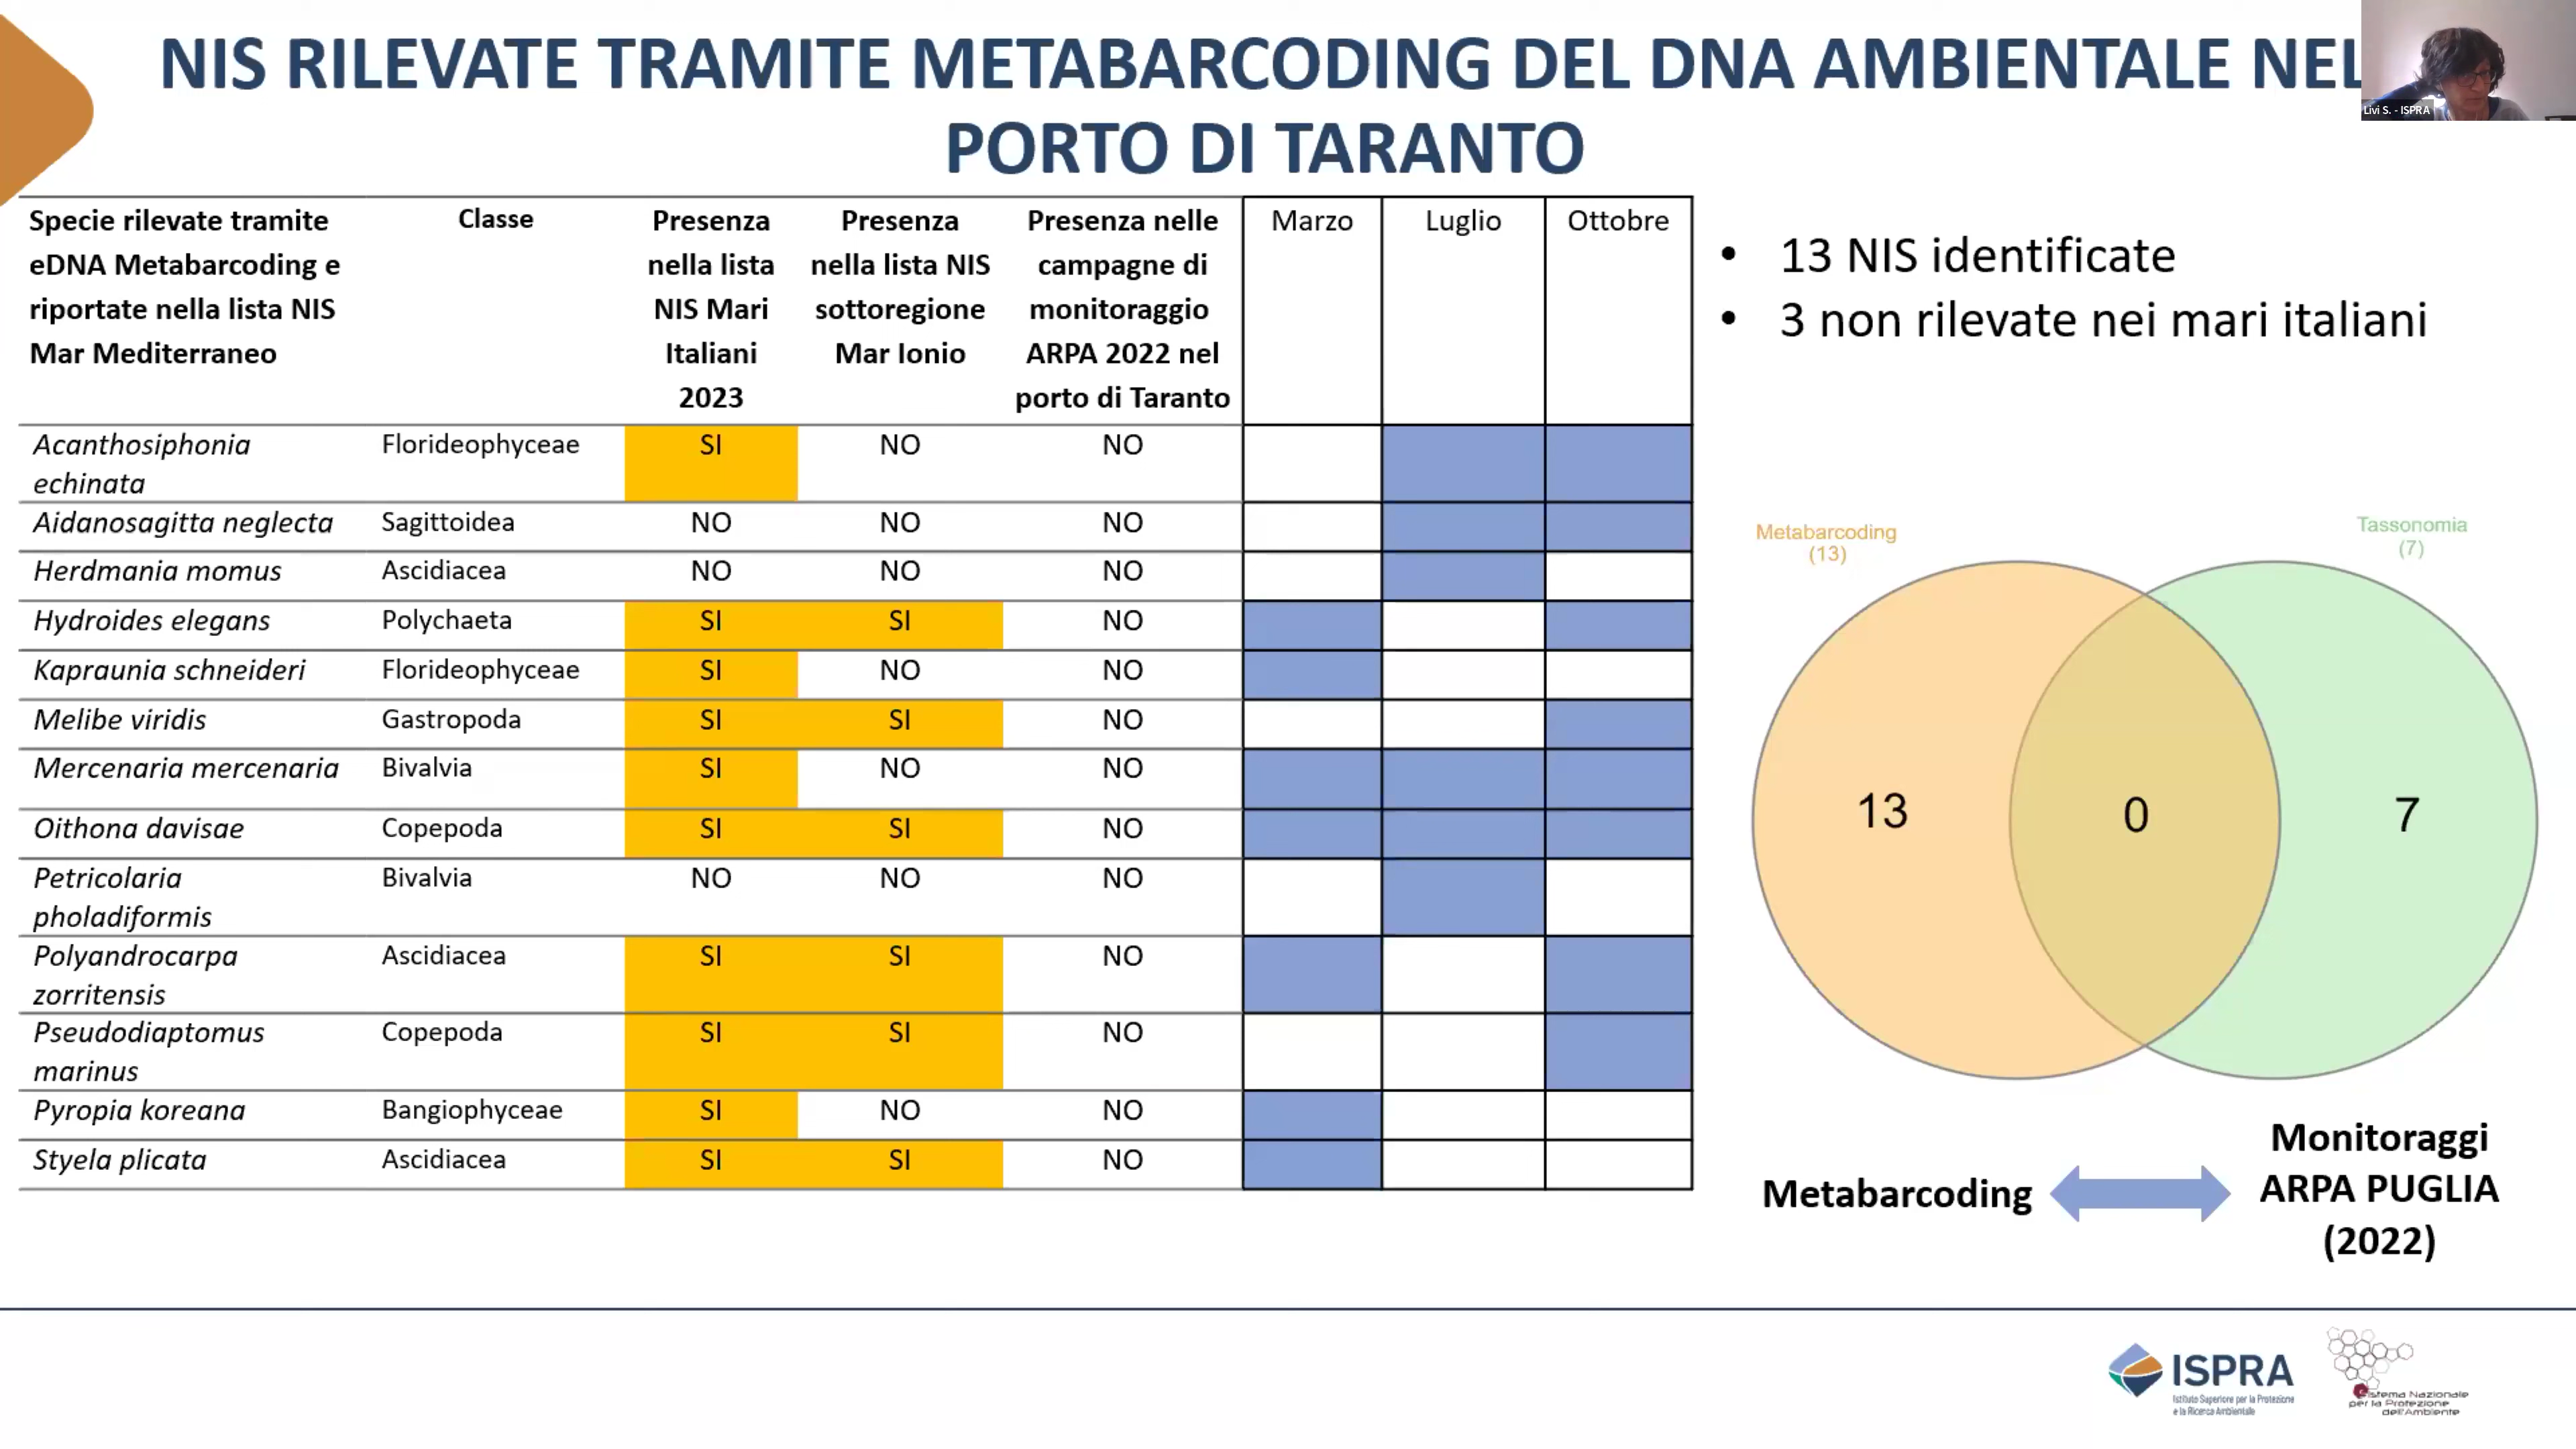 NIS RILEVATE TRAMITE METABARCODING DEL DNA AMBIENTALE NEL
PORTO DI TARANTO
Livi S. - ISPRA
Specie rilevate tramite
eDNA Metabarcoding e
riportate nella lista NIS
Mar Mediterraneo
Classe
Presenza
nella lista
NIS Mari
Italiani
2023
Presenza
nella lista NIS
sottoregione
Mar Ionio
Presenza nelle
campagne di
monitoraggio
ARPA 2022 nel
porto di Taranto
Marzo
Luglio
Ottobre
Acanthosiphonia
echinata
Florideophyceae
SI
NO
NO
Aidanosagitta neglecta
Sagittoidea
NO
NO
NO
Herdmania momus
Ascidiacea
NO
NO
NO
Hydroides elegans
Polychaeta
SI
SI
NO
Kapraunia schneideri
Florideophyceae
SI
NO
NO
Melibe viridis
Gastropoda
SI
SI
NO
Mercenaria mercenaria
Bivalvia
SI
NO
NO
Oithona davisae
Copepoda
SI
SI
NO
Petricolaria
pholadiformis
Bivalvia
NO
NO
NO
Polyandrocarpa
zorritensis
Ascidiacea
SI
SI
NO
Pseudodiaptomus
marinus
Copepoda
SI
SI
NO
Pyropia koreana
Bangiophyceae
SI
NO
NO
Styela plicata
Ascidiacea
SI
SI
NO
• 13 NIS identificate
• 3 non rilevate nei mari italiani
Metabarcoding
(13)
Tassonomia
(7)
13
0
7
Metabarcoding
Monitoraggi
ARPA PUGLIA
(2022)
ISPRA
Istituto Superiore per la Protezione
e la Ricerca Ambientale
Sistema Nazionale
per la Protezione
dell'Ambiente